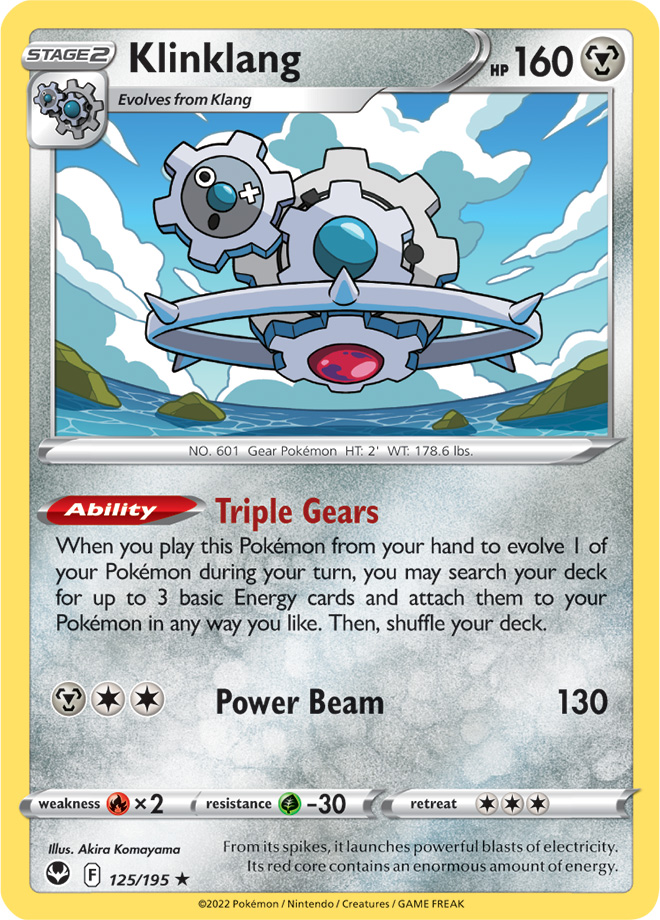 STAGE 2
Klinklang
HP 160
Evolves from Klang
NO. 601 Gear Pokémon HT: 2' WT: 178.6 lbs.
Ability Triple Gears
When you play this Pokémon from your hand to evolve 1 of
your Pokémon during your turn, you may search your deck
for up to 3 basic Energy cards and attach them to your
Pokémon in any way you like. Then, shuffle your deck.
Power Beam 130
weakness ×2 resistance -30 retreat
Illus. Akira Komayama
From its spikes, it launches powerful blasts of electricity.
Its red core contains an enormous amount of energy.
F 125/195 ★
©2022 Pokémon / Nintendo / Creatures / GAME FREAK